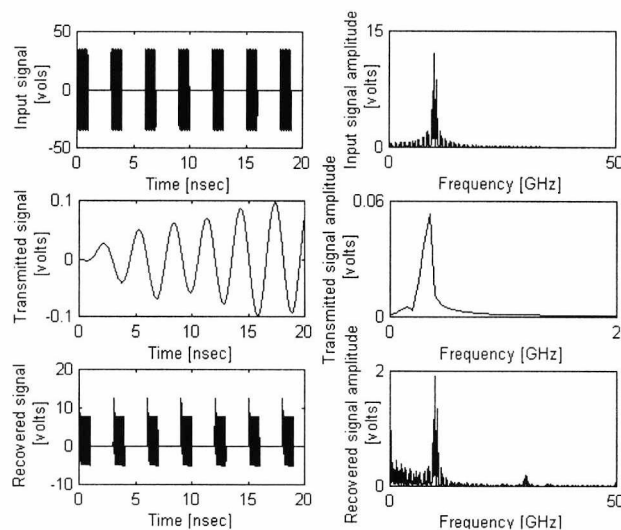 Input signal
[vols]
50
0
-50
0 5 10 15 20
Time [nsec]
Input signal amplitude
[volts]
15
0
0 50
Frequency [GHz]
Transmitted signal
[volts]
0.1
0
-0.1
0 5 10 15 20
Time [nsec]
Transmitted signal amplitude
[volts]
0.06
0
0 2
Frequency [GHz]
Recovered signal
[volts]
20
10
0
-10
0 5 10 15 20
Time [nsec]
Recovered signal amplitude
[volts]
2
0
0 50
Frequency [GHz]